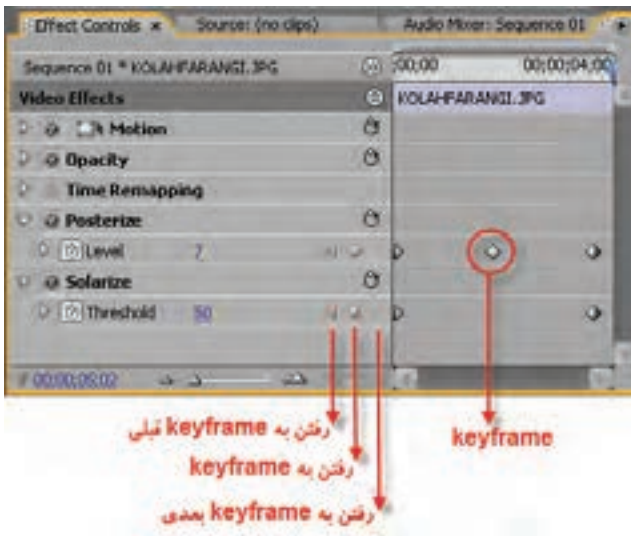 Effect Controls × Source: (no clips) Audio Mixer: Sequence 01
Sequence 01 * KOLAHFARANGI.JPG ;00;00 00;00;04;00
Video Effects KOLAHFARANGI.JPG
Motion
Opacity
Time Remapping
Posterize
Level 7
Solarize
Threshold 50
00;00;05;02
رفتن به keyframe قبلی
keyframe
رفتن به keyframe
رفتن به keyframe بعدی